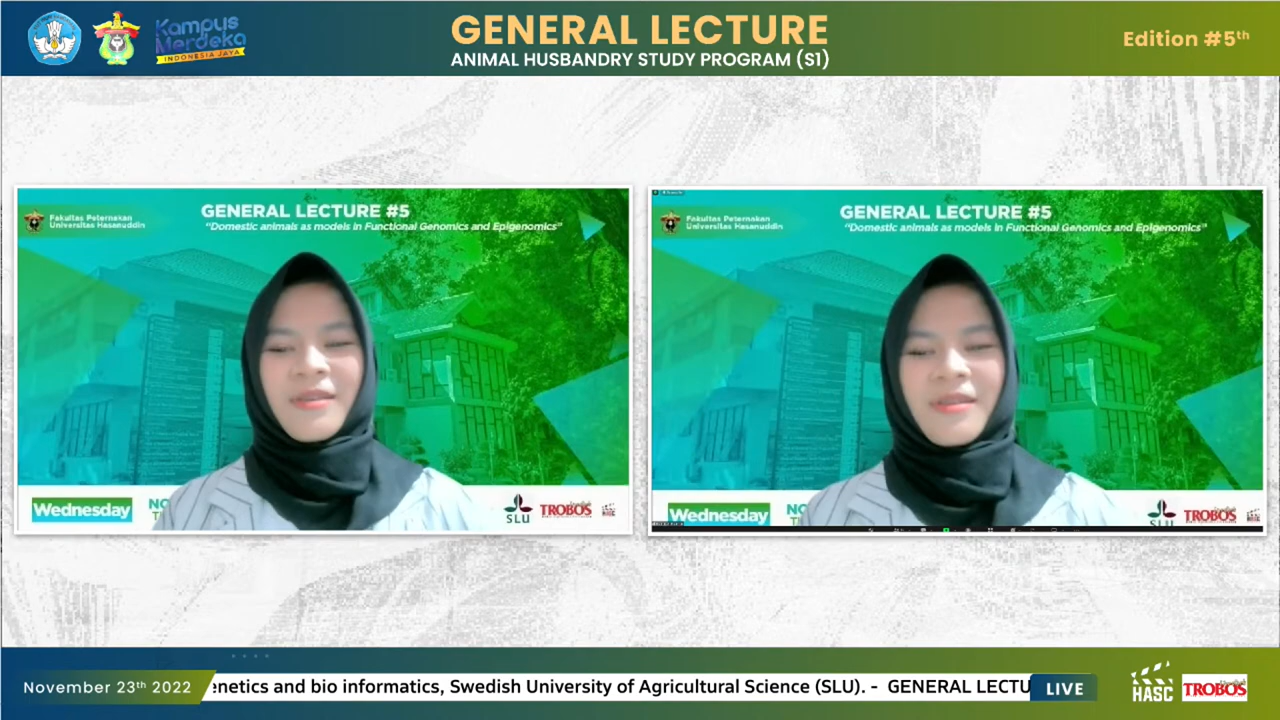 Kampus
Merdeka
INDONESIA JAYA
GENERAL LECTURE
ANIMAL HUSBANDRY STUDY PROGRAM (S1)
Edition #5th
Fakultas Peternakan
Universitas Hasanuddin
GENERAL LECTURE #5
"Domestic animals as models in Functional Genomics and Epigenomics"
Wednesday
NO
T
SLU
TROBOS
Fakultas Peternakan
Universitas Hasanuddin
GENERAL LECTURE #5
"Domestic animals as models in Functional Genomics and Epigenomics"
Wednesday
NO
SLU
TROBOS
November 23th 2022
enetics and bio informatics, Swedish University of Agricultural Science (SLU). - GENERAL LECTU
LIVE
HASC
TROBOS